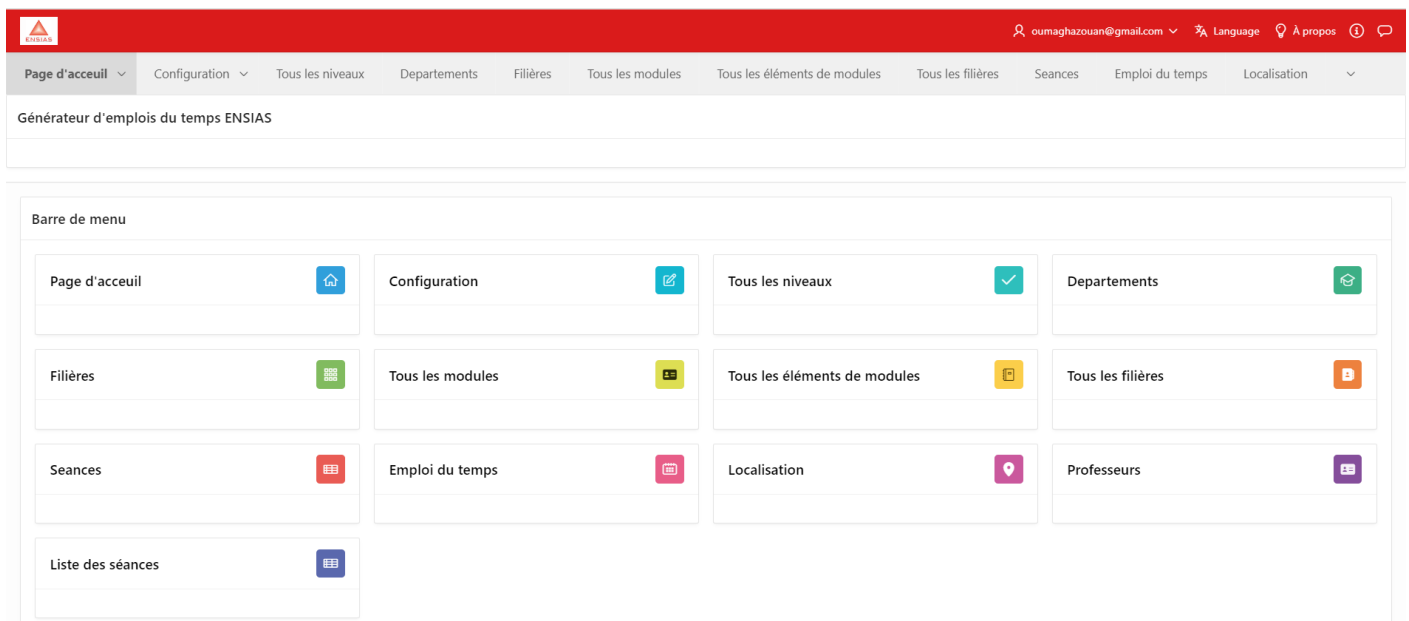 ENSIAS
oumaghazouan@gmail.com Language À propos
Page d'acceuil Configuration Tous les niveaux Departements Filières Tous les modules Tous les éléments de modules Tous les filières Seances Emploi du temps Localisation
Générateur d'emplois du temps ENSIAS
Barre de menu
Page d'acceuil Configuration Tous les niveaux Departements
Filières Tous les modules Tous les éléments de modules Tous les filières
Seances Emploi du temps Localisation Professeurs
Liste des séances